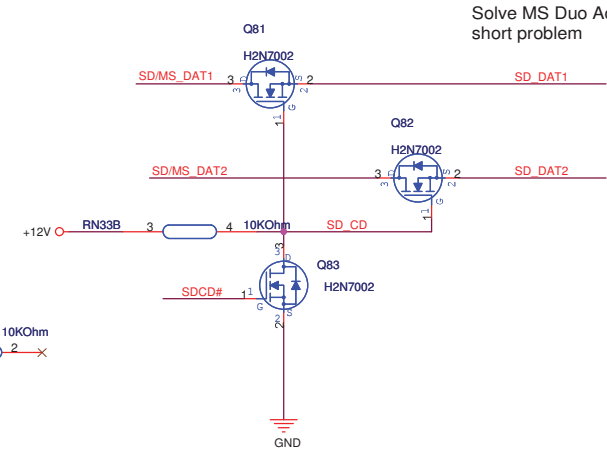 Solve MS Duo Ad
short problem
Q81
H2N7002
SD/MS_DAT1 3 D 3 S 2 2 SD_DAT1
G
1 1
Q82
H2N7002
SD/MS_DAT2 3 D 3 S 2 2 SD_DAT2
G
1 1
+12V RN33B 3 4 10KOhm SD_CD
3 3 D
Q83
H2N7002
SDCD# 1 1 G
2 S
2
10KOhm
2
GND